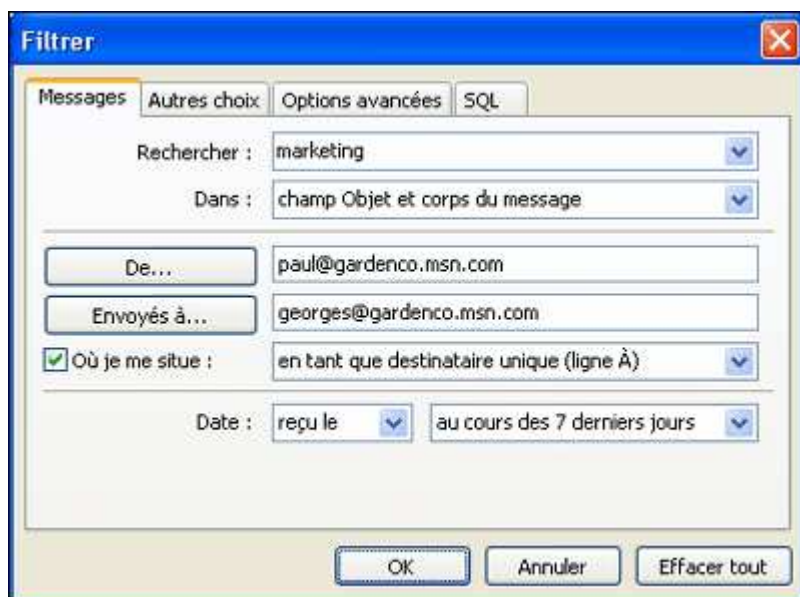 Filtrer
Messages Autres choix Options avancées SQL
Rechercher : marketing
Dans : champ Objet et corps du message
De... paul@gardenco.msn.com
Envoyés à... georges@gardenco.msn.com
Où je me situe : en tant que destinataire unique (ligne À)
Date : reçu le au cours des 7 derniers jours
OK Annuler Effacer tout